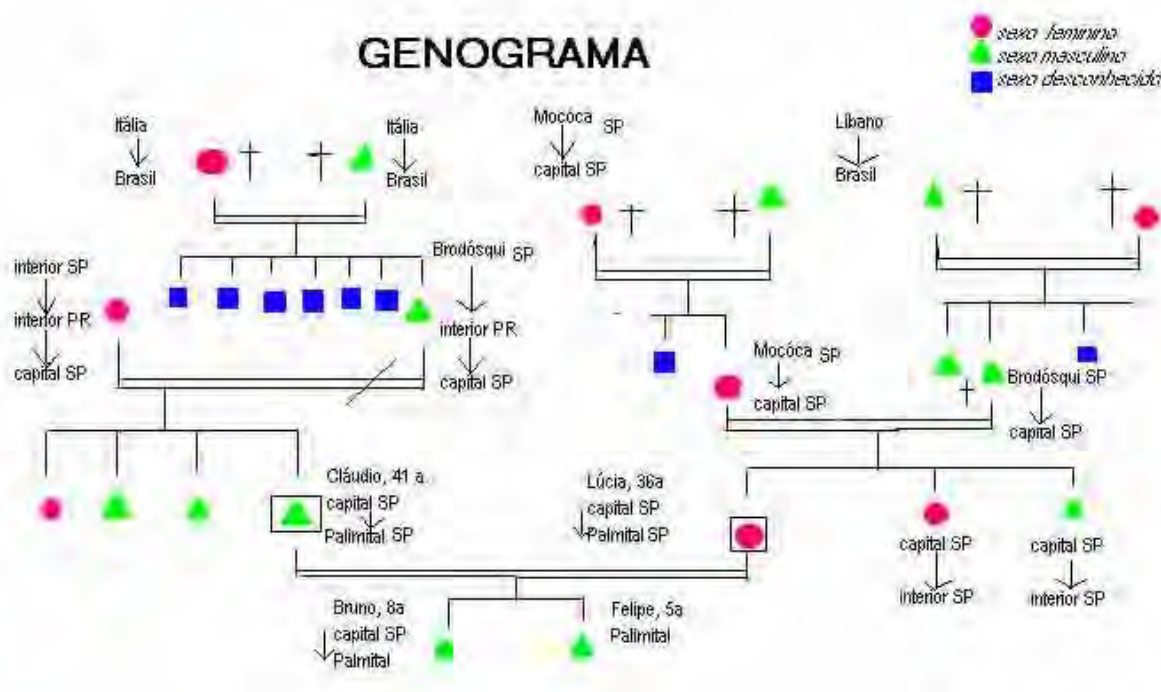 GENOGRAMA
sexo feminino
sexo masculino
sexo desconhecido
Itália
Brasil
Itália
Brasil
Mocóca SP
capital SP
Líbano
Brasil
interior SP
interior PR
capital SP
Brodósqui SP
interior PR
capital SP
Mocóca SP
capital SP
Brodósqui SP
capital SP
Cláudio, 41 a
capital SP
Palimital SP
Lúcia, 36a
capital SP
Palmital SP
capital SP
interior SP
capital SP
interior SP
Bruno, 8a
capital SP
Palmital
Felipe, 5a
Palimital